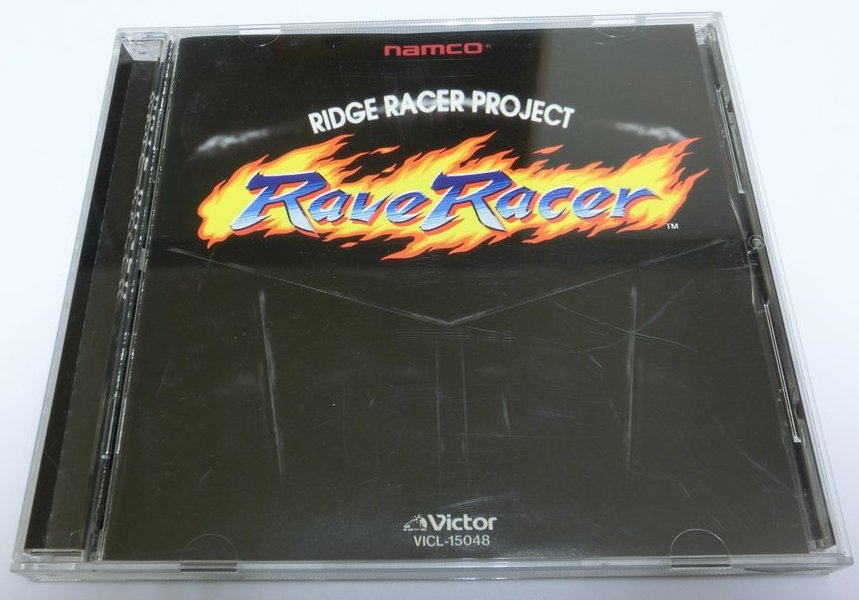 namco®
RIDGE RACER PROJECT
Rave Racer
TM
Victor
VICL-15048